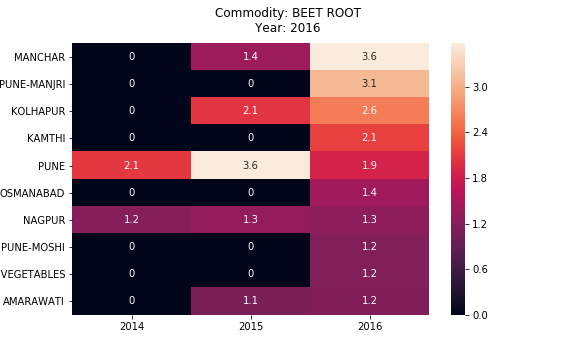 Commodity: BEET ROOT
Year: 2016
MANCHAR 0 1.4 3.6
PUNE-MANJRI 0 0 3.1
KOLHAPUR 0 2.1 2.6
KAMTHI 0 0 2.1
PUNE 2.1 3.6 1.9
OSMANABAD 0 0 1.4
NAGPUR 1.2 1.3 1.3
PUNE-MOSHI 0 0 1.2
VEGETABLES 0 0 1.2
AMARAWATI 0 1.1 1.2
2014 2015 2016
3.0
2.4
1.8
1.2
0.6
0.0